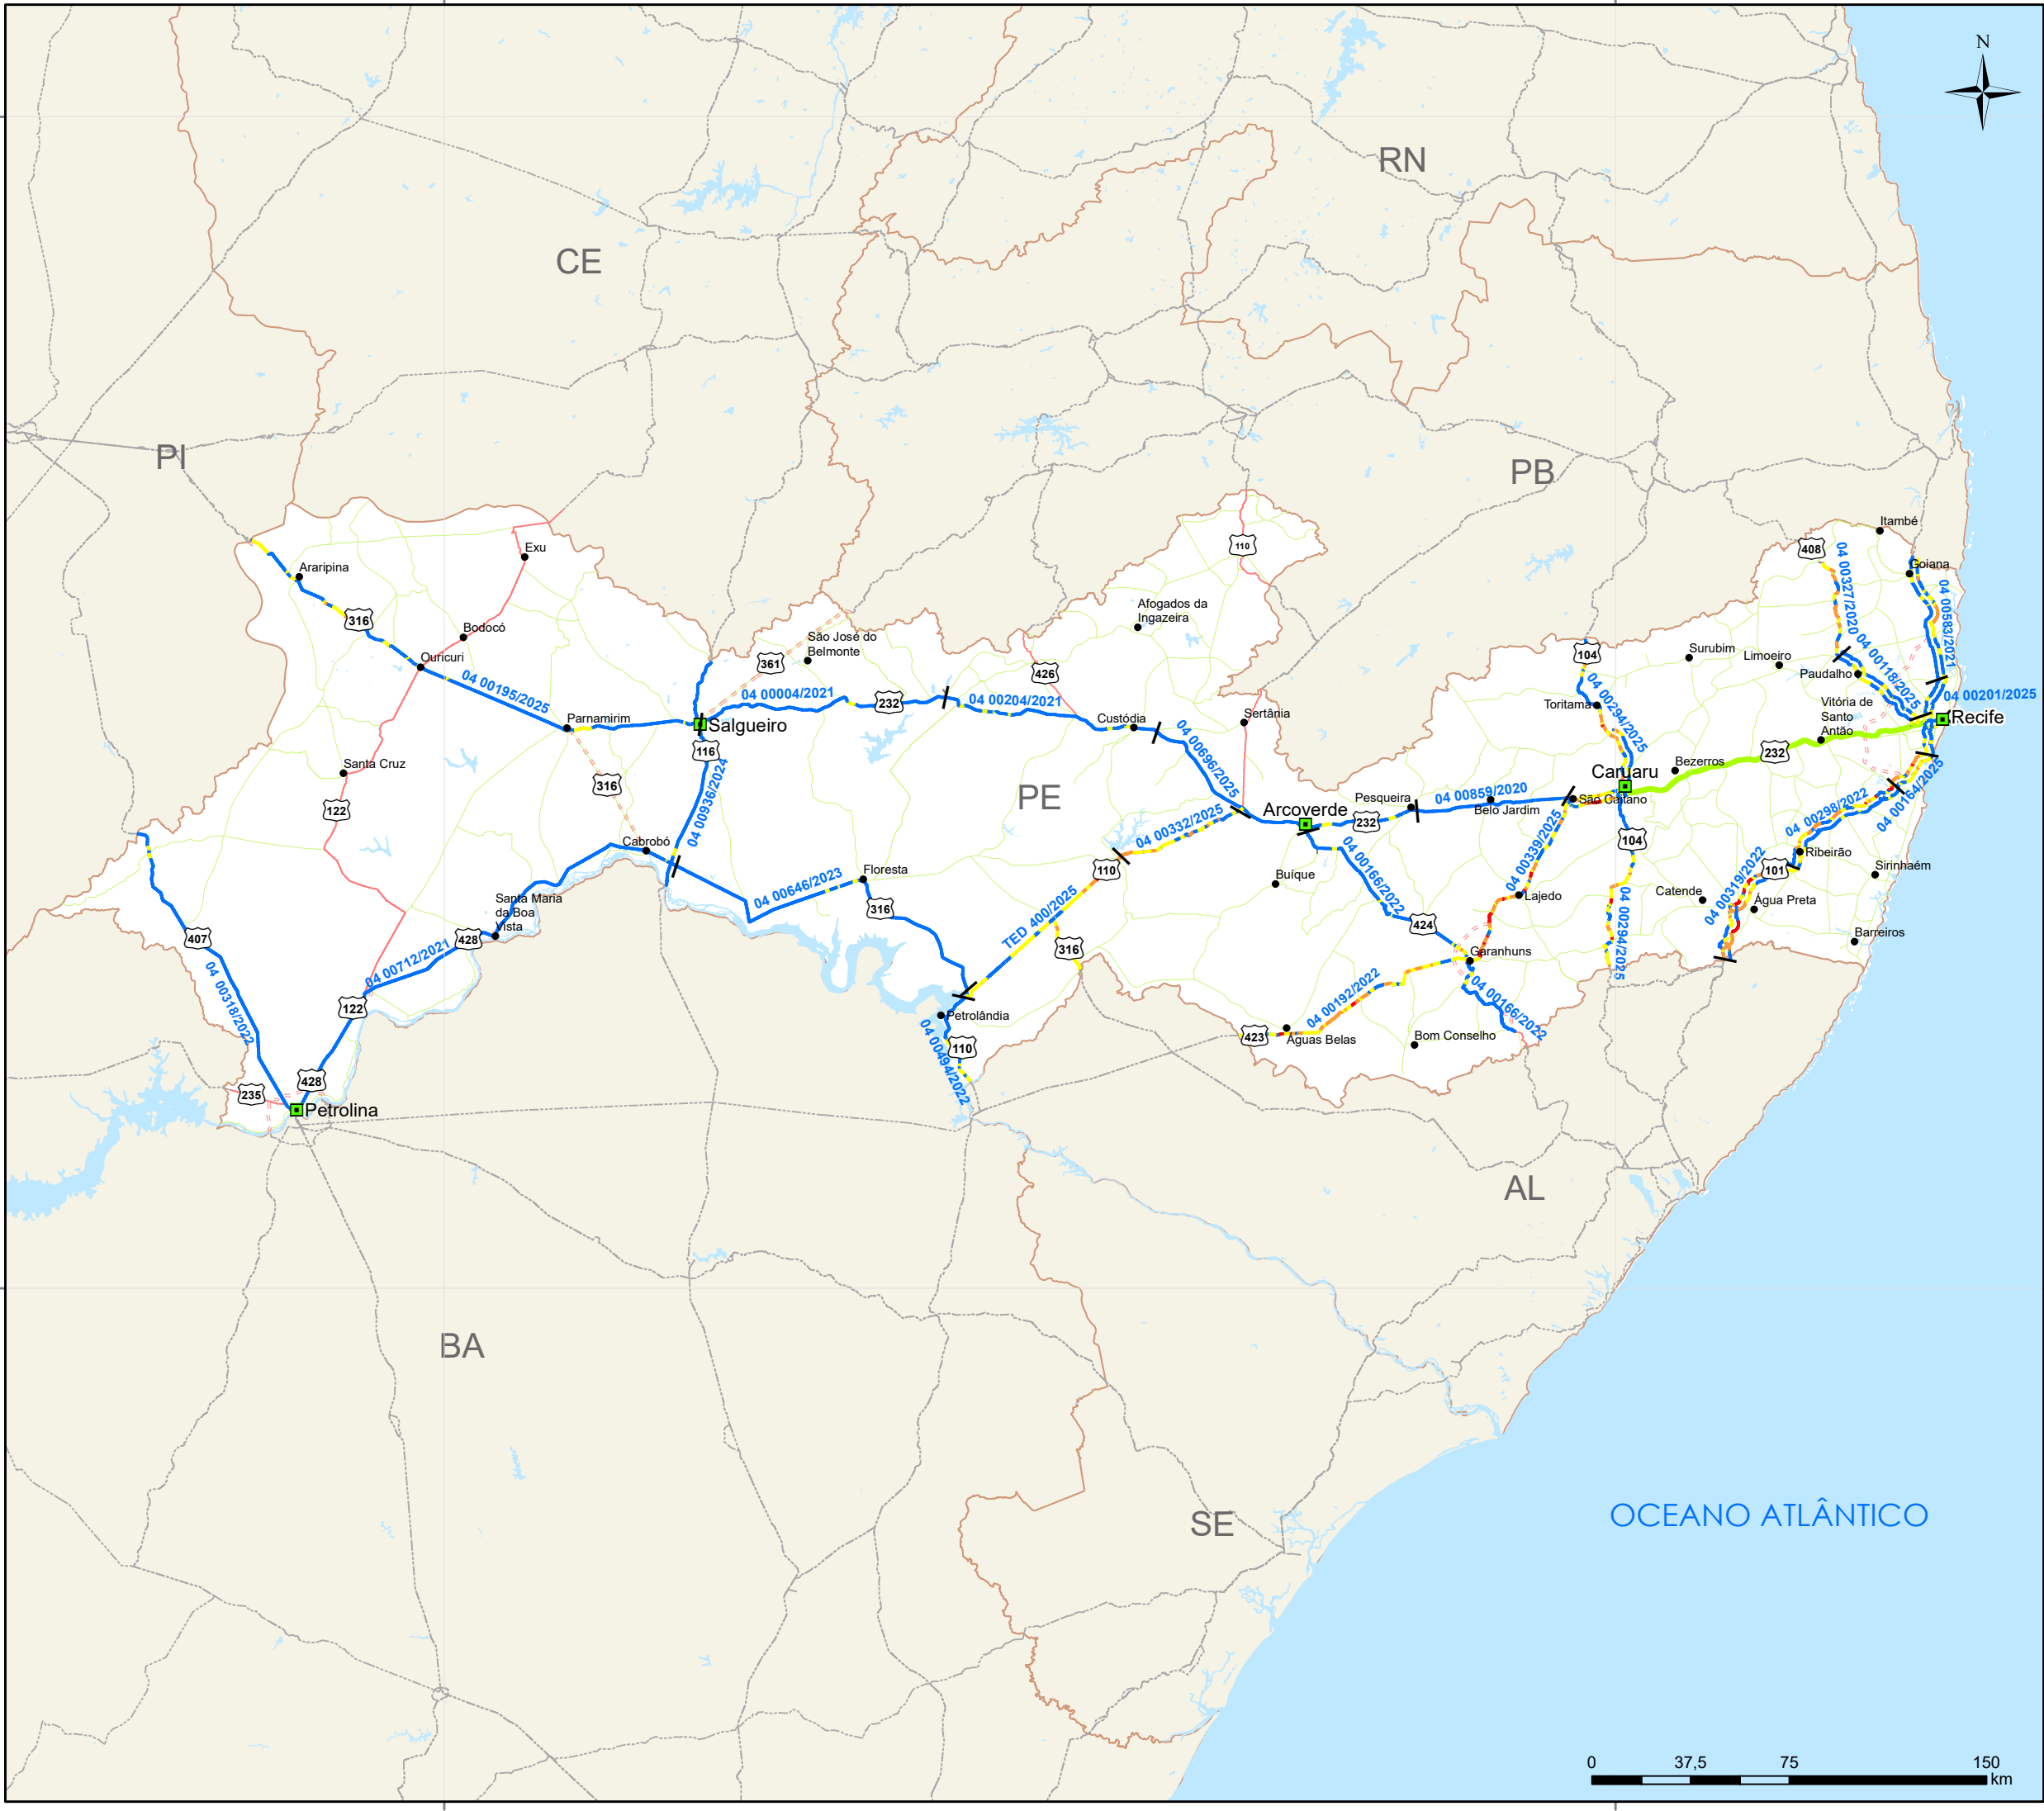 N
RN
CE
PI
PB
Itambé
408
Goiana
04 00327/2020
04 00583/2021
110
Exu
Araripina
316
Bodocó
Afogados da
Ingazeira
São José do
Belmonte
361
Ouricuri
426
104
Surubim
Limoeiro
Paudalho
04 00118/2025
04 00195/2025
04 00004/2021
232
04 00204/2021
04 00294/2025
Toritama
04 00201/2025
Vitória de
Santo
Antão
Recife
Parnamirim
Salgueiro
Custódia
Sertânia
04 00696/2025
116
232
Bezerros
Caruaru
Santa Cruz
316
04 00936/2024
PE
Pesqueira
04 00859/2020
Belo Jardim
São Caitano
04 00164/2025
122
Arcoverde
232
04 00332/2025
04 00298/2022
Cabrobó
104
Ribeirão
04 00339/2025
04 00166/2022
Floresta
110
Buíque
101
Sirinhaém
04 00646/2023
04 00319/2022
Catende
Água Preta
Lajedo
Santa Maria
da Boa
Vista
316
TED 400/2025
424
04 00294/2025
407
428
316
Garanhuns
Barreiros
04 00712/2021
04 00318/2022
04 00192/2022
04 00166/2022
122
Petrolândia
423
Águas Belas
Bom Conselho
110
04 00494/2022
428
235
Petrolina
AL
BA
SE
OCEANO ATLÂNTICO
0 37,5 75 150
km